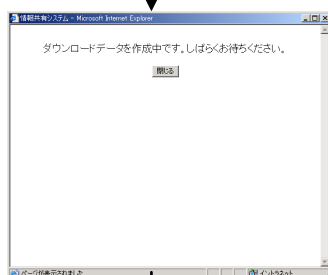 情報共有システム - Microsoft Internet Explorer
ダウンロードデータを作成中です。しばらくお待ちください。
閉じる
ページが表示されました
イントラネット